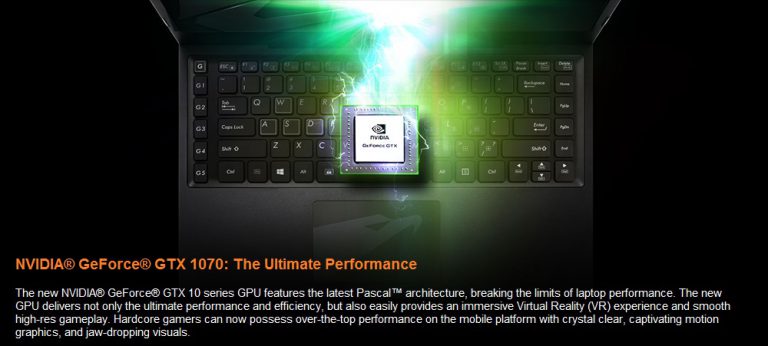 G ESC
G1
G2 Tab Q W E R
G3 Caps Lock A S D
G4 Shift
G5 Ctrl Alt
Delete
Backspace Home
PgUp
Enter PgDn
Shift End
Alt Ctrl
NVIDIA
GEFORCE GTX
NVIDIA® GeForce® GTX 1070: The Ultimate Performance
The new NVIDIA® GeForce® GTX 10 series GPU features the latest Pascal™ architecture, breaking the limits of laptop performance. The new
GPU delivers not only the ultimate performance and efficiency, but also easily provides an immersive Virtual Reality (VR) experience and smooth
high-res gameplay. Hardcore gamers can now possess over-the-top performance on the mobile platform with crystal clear, captivating motion
graphics, and jaw-dropping visuals.